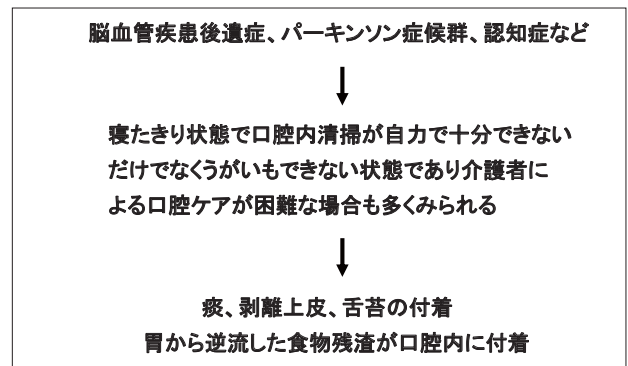 脳血管疾患後遺症、パーキンソン症候群、認知症など
寝たきり状態で口腔内清掃が自力で十分できない
だけでなくうがいもできない状態であり介護者に
よる口腔ケアが困難な場合も多くみられる
痰、剥離上皮、舌苔の付着
胃から逆流した食物残渣が口腔内に付着